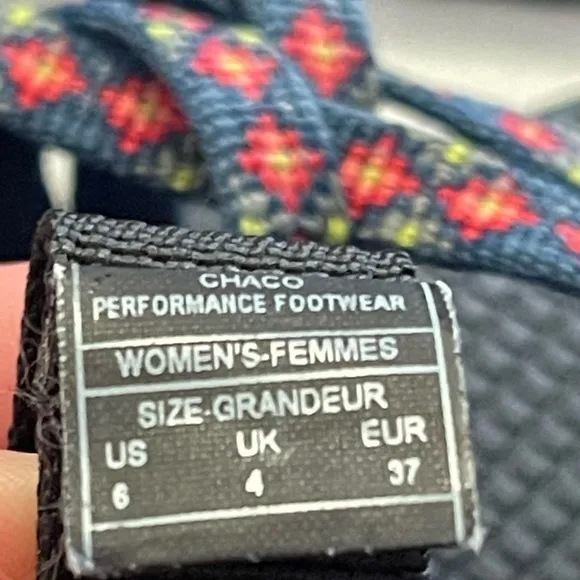 CHACO
PERFORMANCE FOOTWEAR
WOMEN'S-FEMMES
SIZE-GRANDEUR
US UK EUR
6 4 37